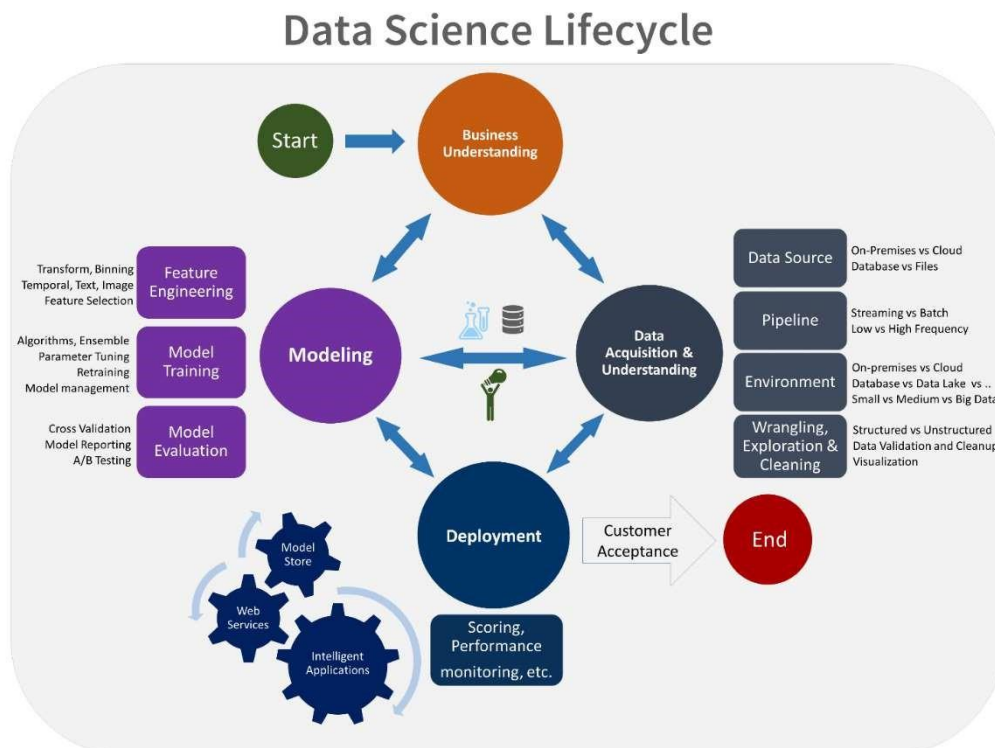 Data Science Lifecycle
Start
Business
Understanding
Transform, Binning
Temporal, Text, Image
Feature Selection
Feature
Engineering
Algorithms, Ensemble
Parameter Tuning
Retraining
Model management
Model
Training
Cross Validation
Model Reporting
A/B Testing
Model
Evaluation
Modeling
Data
Acquisition &
Understanding
Data Source
On-Premises vs Cloud
Database vs Files
Pipeline
Streaming vs Batch
Low vs High Frequency
Environment
On-premises vs Cloud
Database vs Data Lake vs ..
Small vs Medium vs Big Data
Wrangling,
Exploration &
Cleaning
Structured vs Unstructured
Data Validation and Cleanup
Visualization
Deployment
Customer
Acceptance
End
Model
Store
Web
Services
Intelligent
Applications
Scoring,
Performance
monitoring, etc.